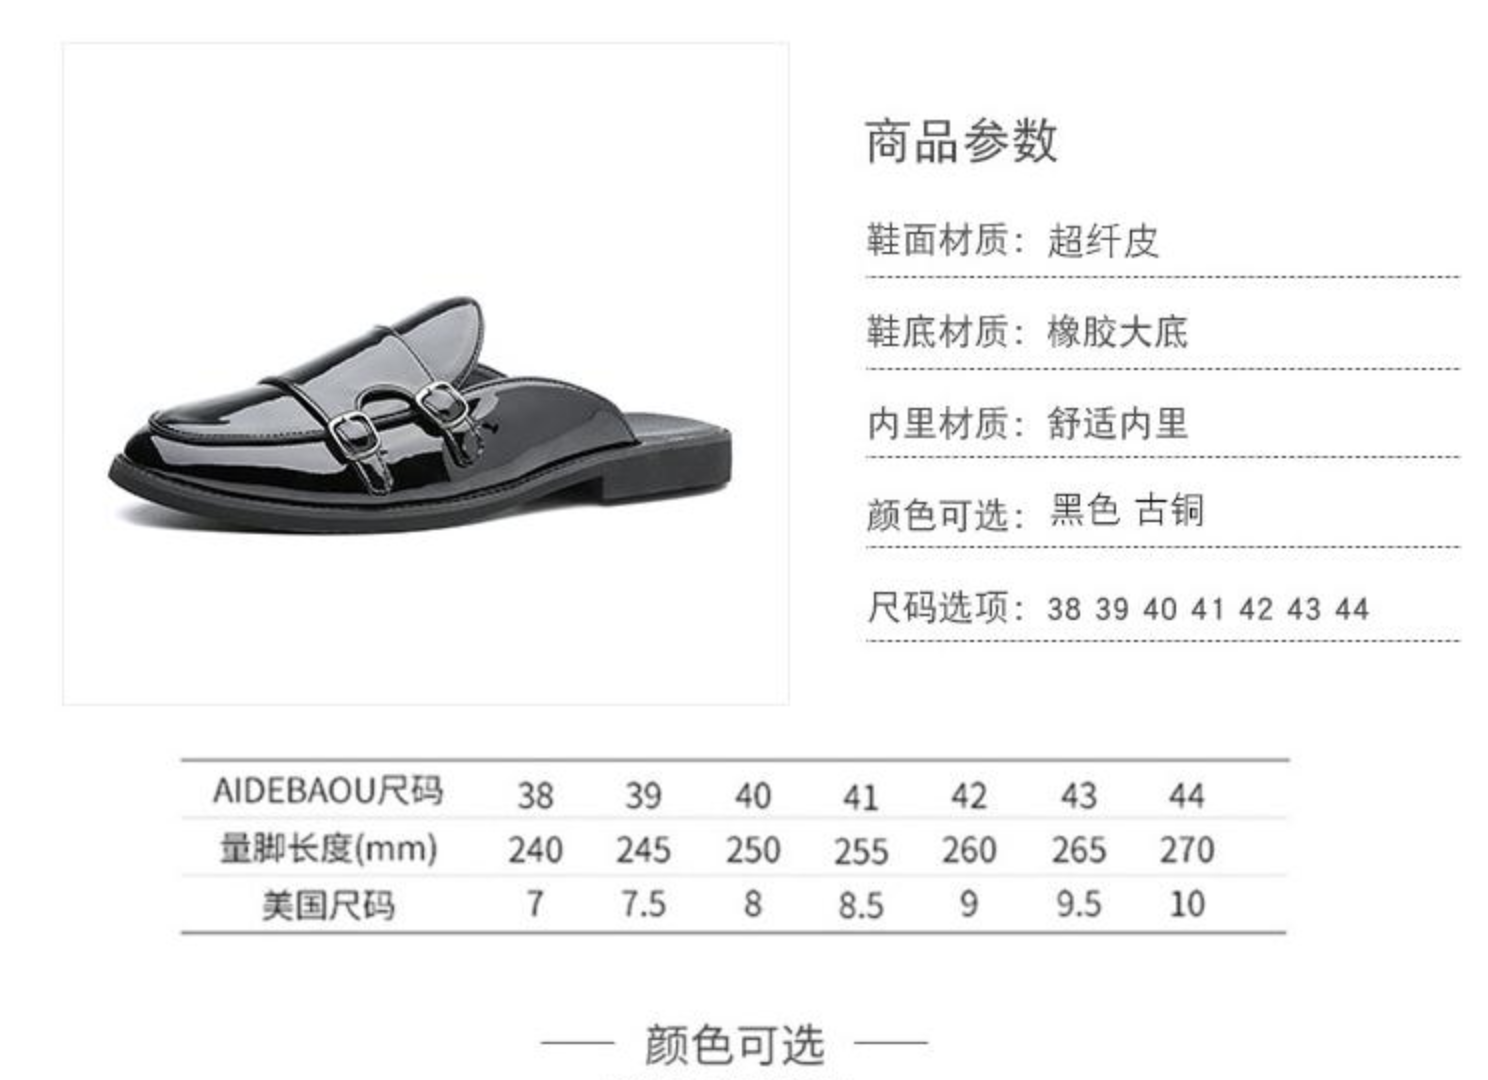 商品参数
鞋面材质：超纤皮
鞋底材质：橡胶大底
内里材质：舒适内里
颜色可选：黑色 古铜
尺码选项：38 39 40 41 42 43 44
AIDEBAOU尺码 38 39 40 41 42 43 44
量脚长度(mm) 240 245 250 255 260 265 270
美国尺码 7 7.5 8 8.5 9 9.5 10
颜色可选